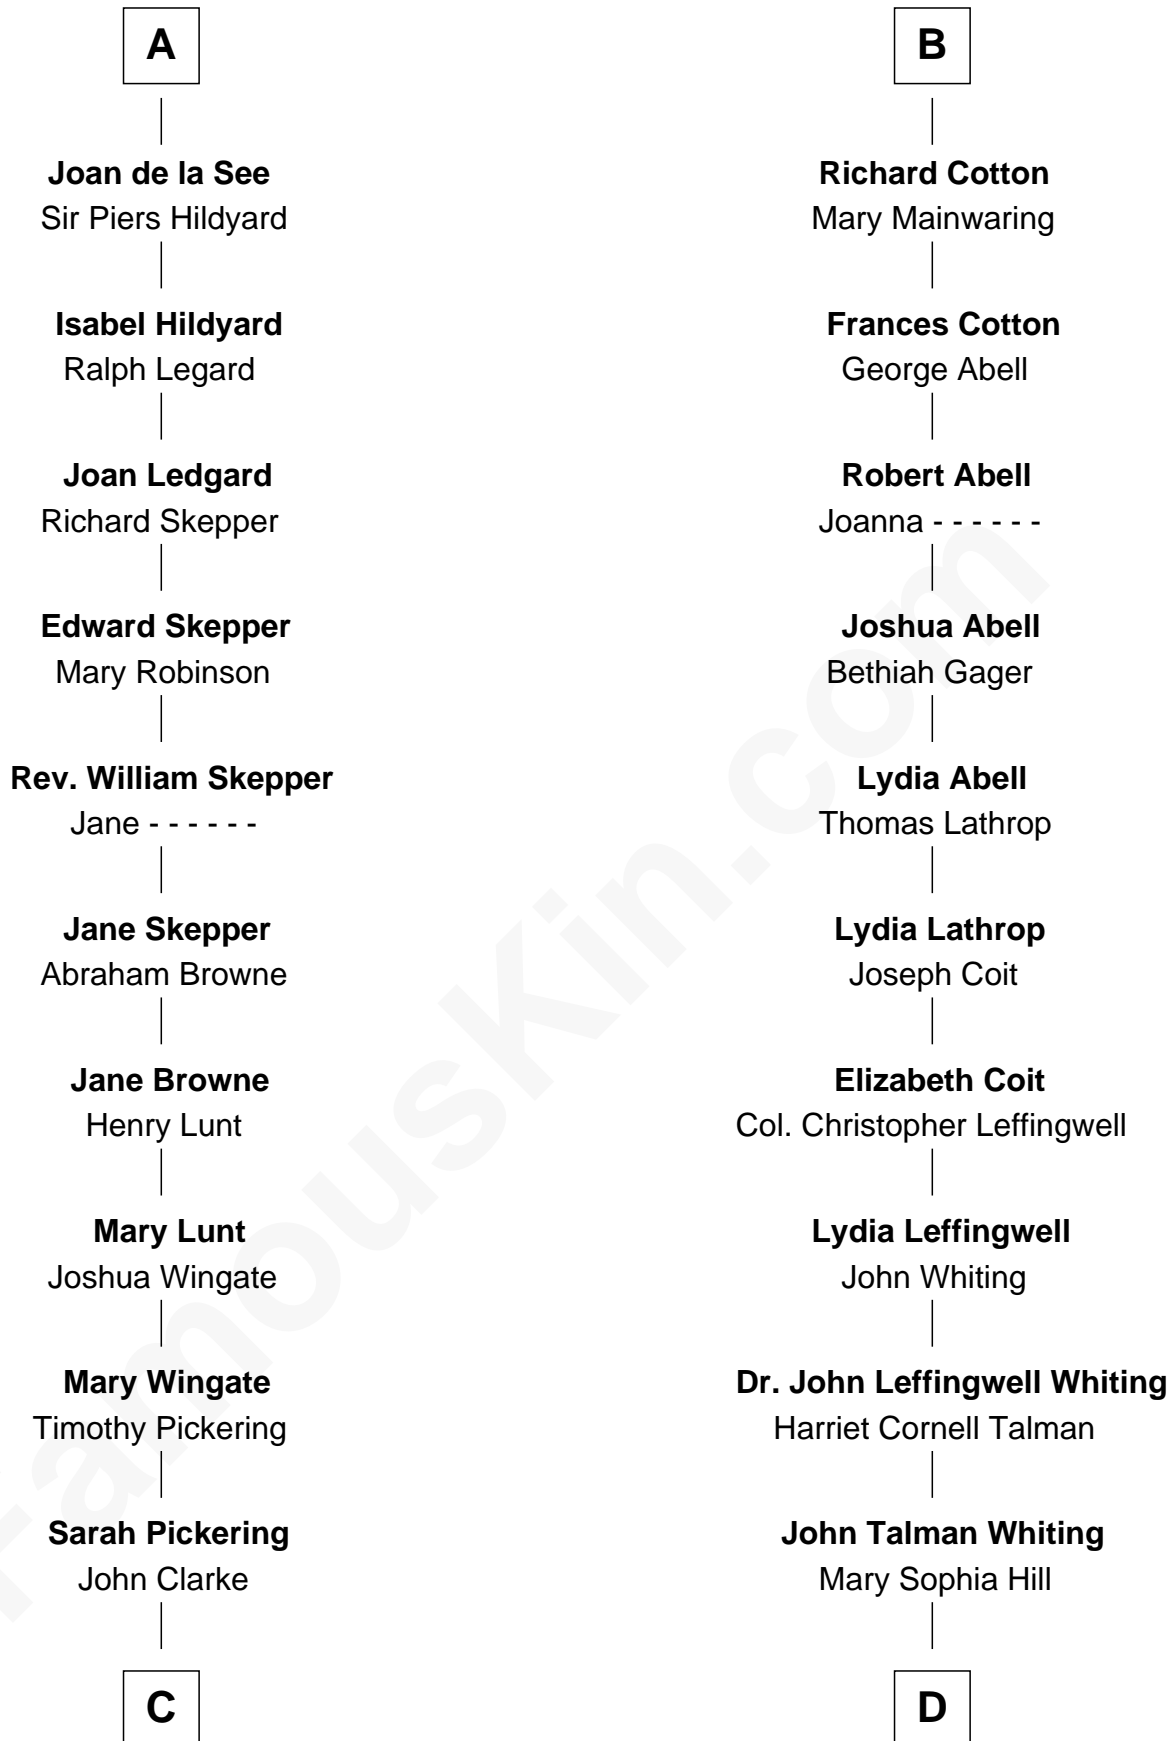 A
Joan de la See
Sir Piers Hildyard
Isabel Hildyard
Ralph Legard
Joan Ledgard
Richard Skepper
Edward Skepper
Mary Robinson
Rev. William Skepper
Jane - - - - - -
Jane Skepper
Abraham Browne
Jane Browne
Henry Lunt
Mary Lunt
Joshua Wingate
Mary Wingate
Timothy Pickering
Sarah Pickering
John Clarke
C
B
Richard Cotton
Mary Mainwaring
Frances Cotton
George Abell
Robert Abell
Joanna - - - - - -
Joshua Abell
Bethiah Gager
Lydia Abell
Thomas Lathrop
Lydia Lathrop
Joseph Coit
Elizabeth Coit
Col. Christopher Leffingwell
Lydia Leffingwell
John Whiting
Dr. John Leffingwell Whiting
Harriet Cornell Talman
John Talman Whiting
Mary Sophia Hill
D
FamousKin.com